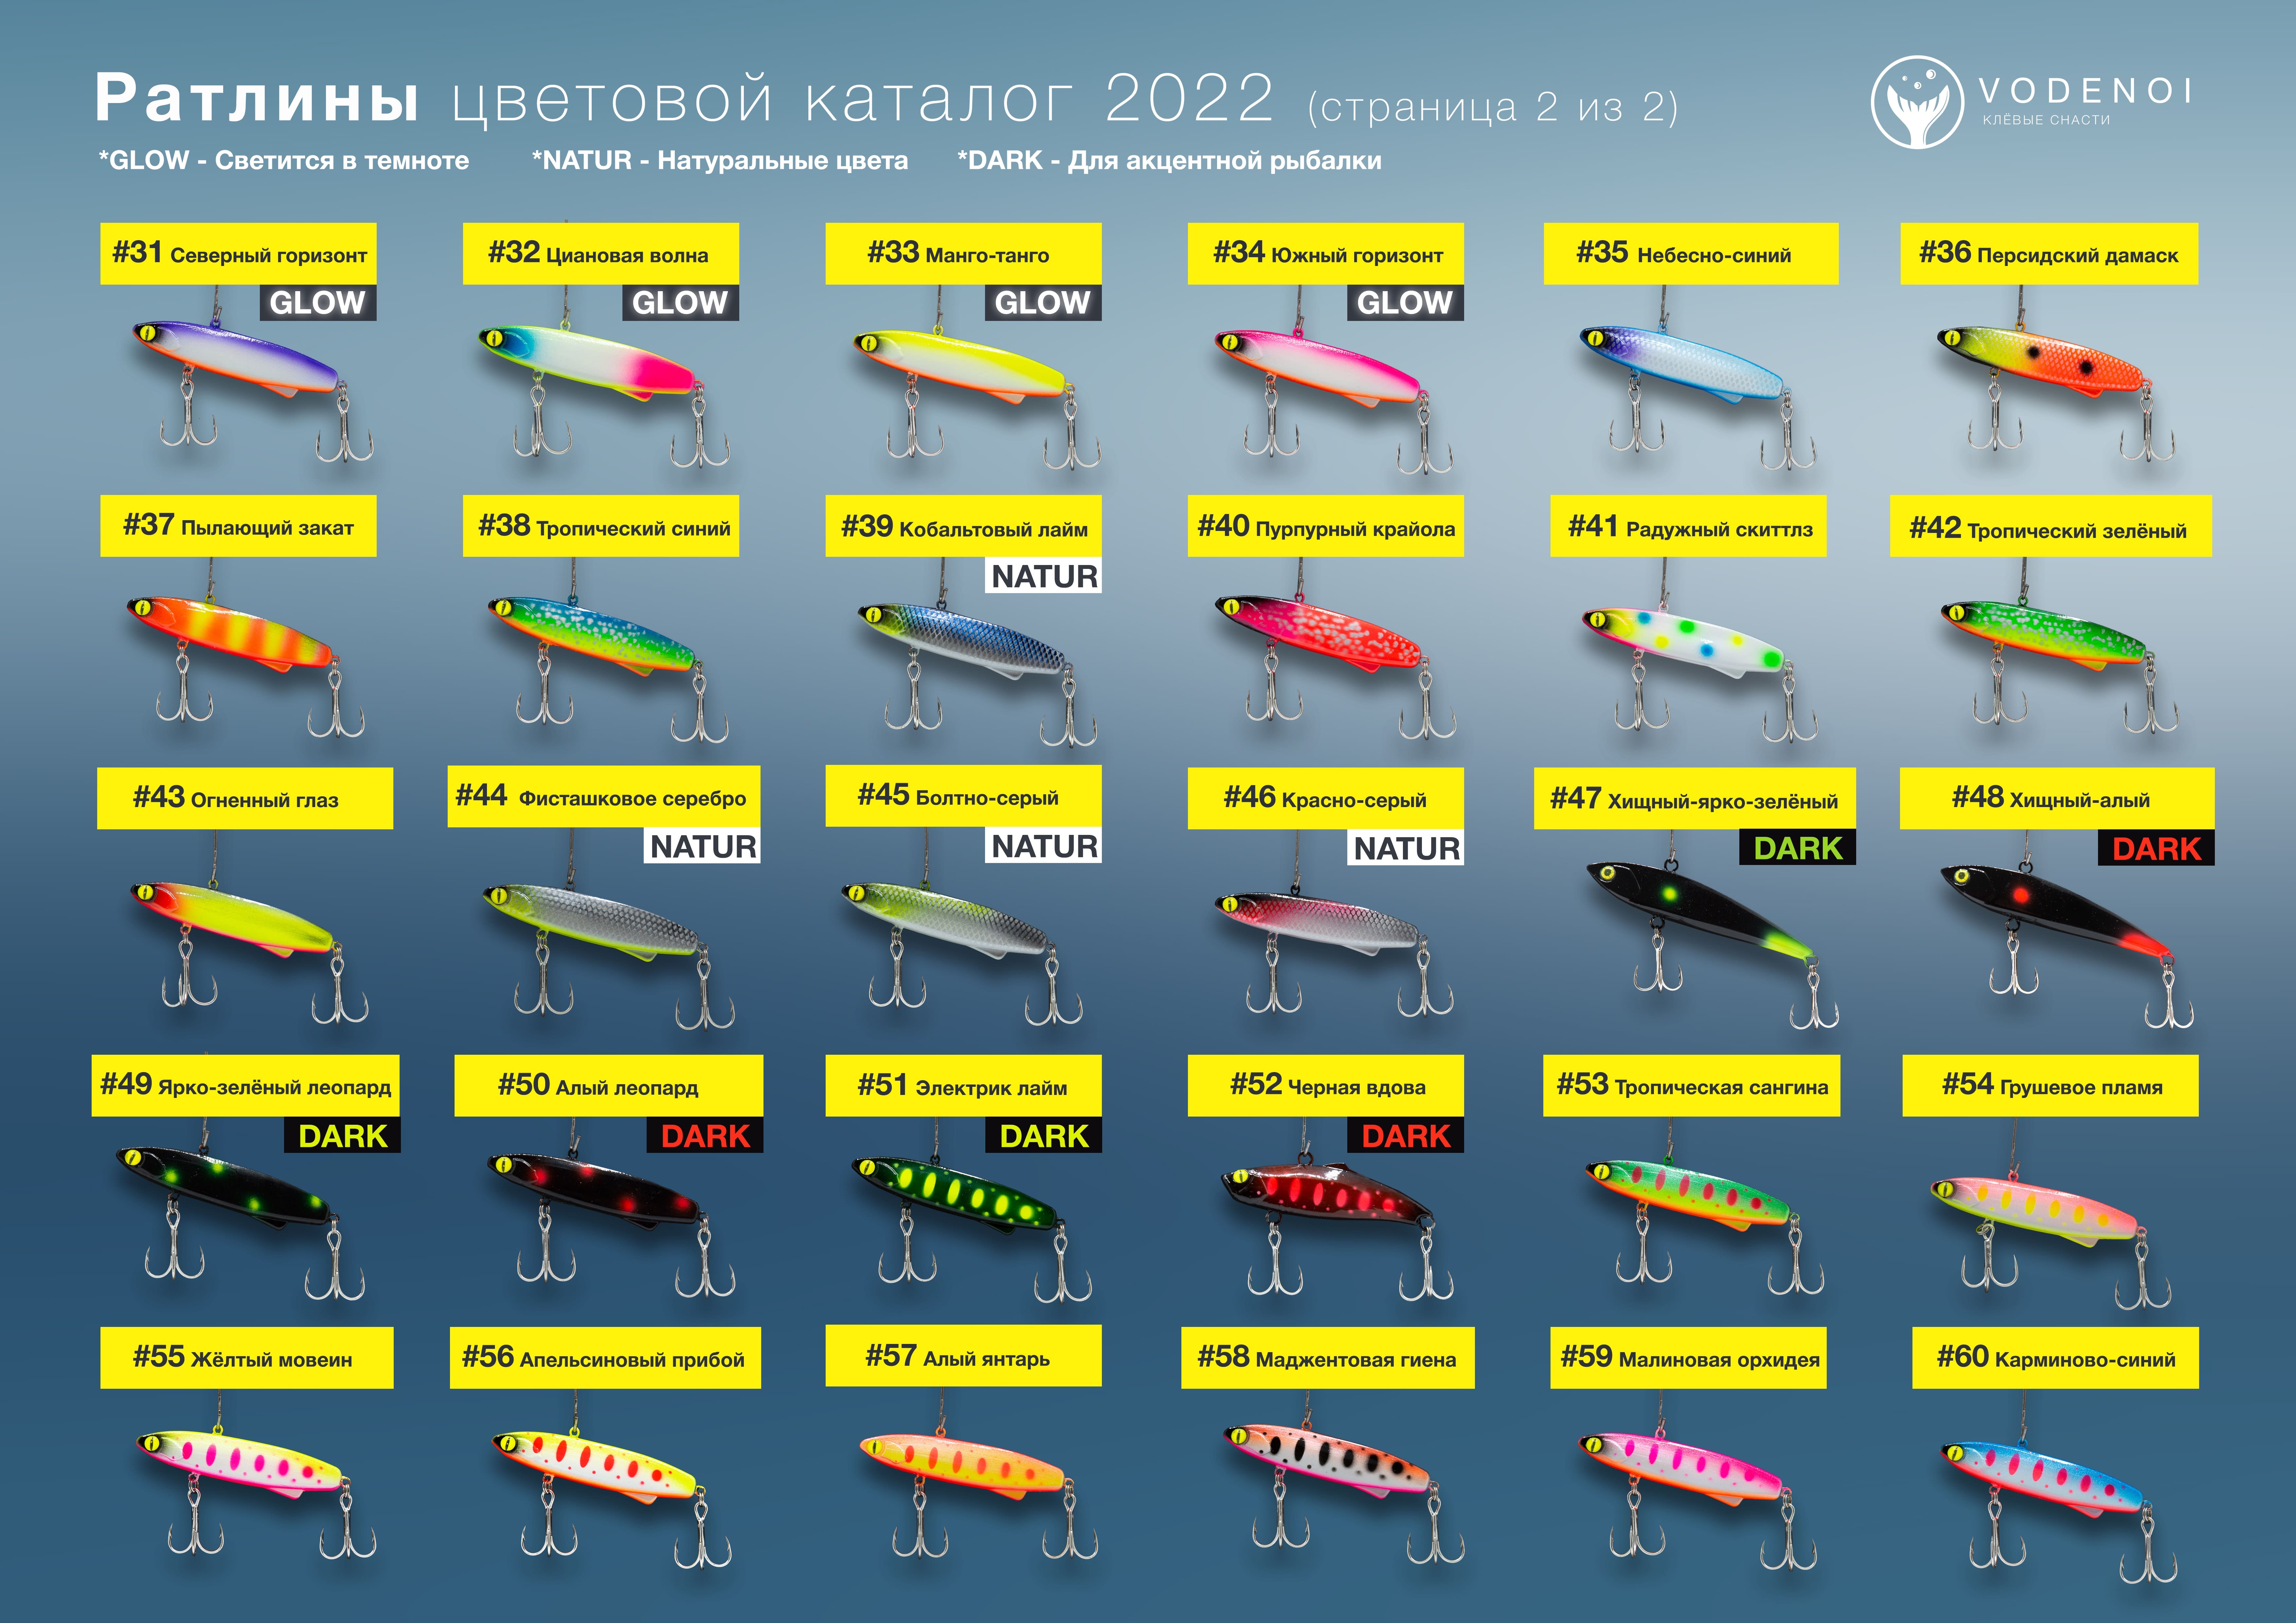 Ратлины цветовой каталог 2022 (страница 2 из 2)
VODENOI
КЛЁВЫЕ СНАСТИ
*GLOW - Светится в темноте *NATUR - Натуральные цвета *DARK - Для акцентной рыбалки
#31 Северный горизонт
GLOW
#32 Циановая волна
GLOW
#33 Манго-танго
GLOW
#34 Южный горизонт
GLOW
#35 Небесно-синий
#36 Персидский дамаск
#37 Пылающий закат
#38 Тропический синий
#39 Кобальтовый лайм
NATUR
#40 Пурпурный крайола
#41 Радужный скиттлз
#42 Тропический зелёный
#43 Огненный глаз
#44 Фисташковое серебро
NATUR
#45 Болтно-серый
NATUR
#46 Красно-серый
NATUR
#47 Хищный-ярко-зелёный
DARK
#48 Хищный-алый
DARK
#49 Ярко-зелёный леопард
DARK
#50 Алый леопард
DARK
#51 Электрик лайм
DARK
#52 Черная вдова
DARK
#53 Тропическая сангина
#54 Грушевое пламя
#55 Жёлтый мовеин
#56 Апельсиновый прибой
#57 Алый янтарь
#58 Маджентовая гиена
#59 Малиновая орхидея
#60 Карминово-синий